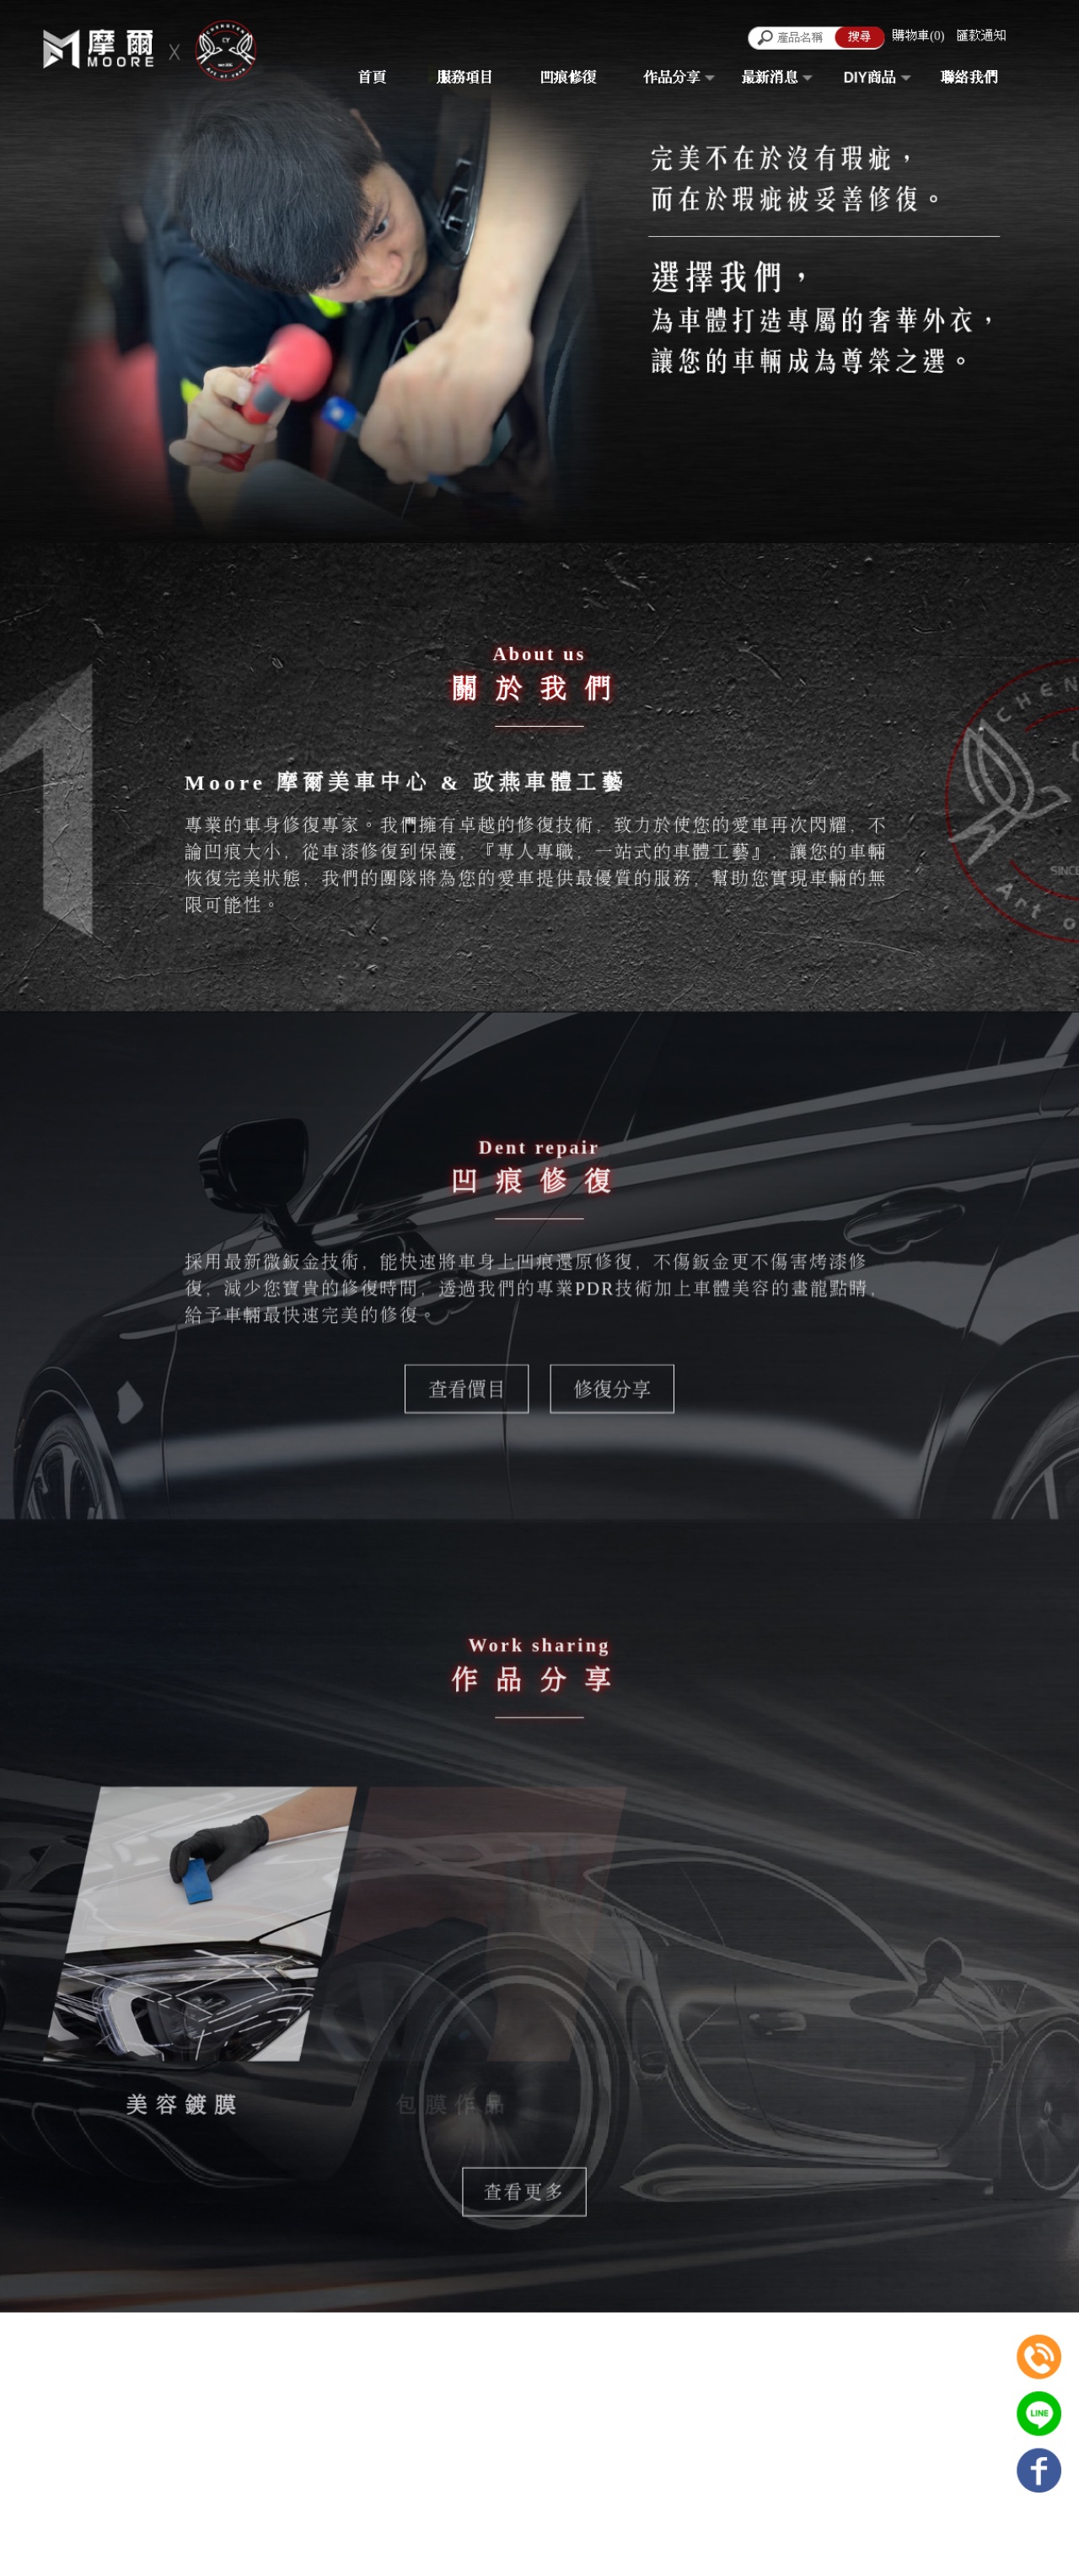 摩爾
MOORE
X
CY
產品名稱
搜尋
購物車(0)
匯款通知
首頁
服務項目
凹痕修復
作品分享
最新消息
DIY商品
聯絡我們
完美不在於沒有瑕疵，
而在於瑕疵被妥善修復。
選擇我們，
為車體打造專屬的奢華外衣，
讓您的車輛成為尊榮之選。
About us
關於我們
Moore 摩爾美車中心 & 政燕車體工藝
專業的車身修復專家。我們擁有卓越的修復技術，致力於使您的愛車再次閃耀，不
論凹痕大小，從車漆修復到保護，『專人專職，一站式的車體工藝』，讓您的車輛
恢復完美狀態，我們的團隊將為您的愛車提供最優質的服務，幫助您實現車輛的無
限可能性。
CHEN
SINCE
Art o
Dent repair
凹痕修復
採用最新微鈑金技術，能快速將車身上凹痕還原修復，不傷鈑金更不傷害烤漆修
復，減少您寶貴的修復時間，透過我們的專業PDR技術加上車體美容的畫龍點睛，
給予車輛最快速完美的修復。
查看價目
修復分享
Work sharing
作品分享
美容鍍膜
包膜作品
查看更多
LINE